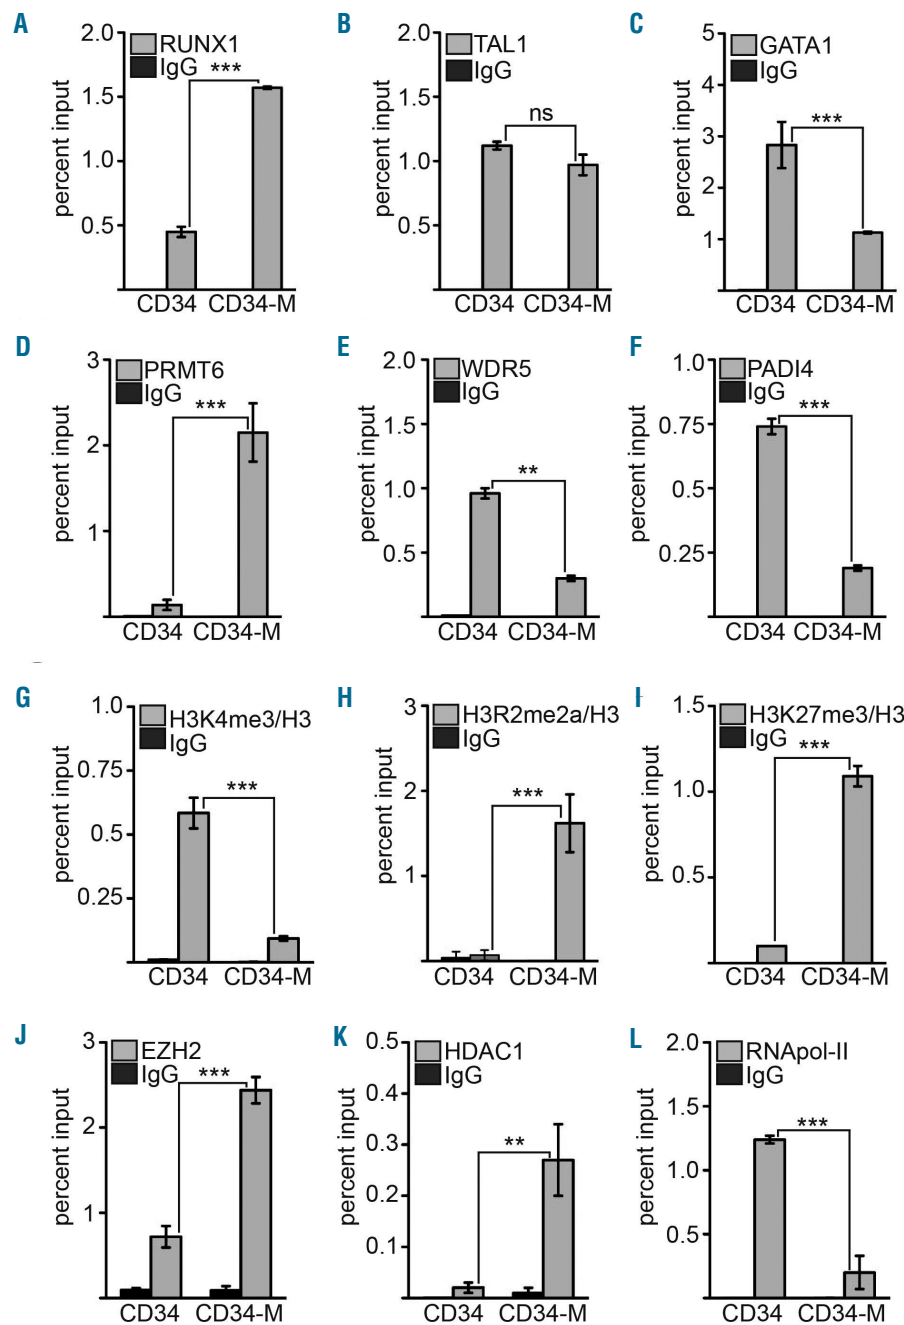 A
2.0
RUNX1
IgG
***
1.5
1.0
0.5
percent input
CD34 CD34-M
B
2.0
TAL1
IgG
1.5
ns
1.0
0.5
percent input
CD34 CD34-M
C
5
GATA1
IgG
4
***
3
2
1
percent input
CD34 CD34-M
D
3
PRMT6
IgG
***
2
1
percent input
CD34 CD34-M
E
2.0
WDR5
IgG
1.5
**
1.0
0.5
percent input
CD34 CD34-M
F
1.0
PADI4
IgG
***
0.75
0.5
0.25
percent input
CD34 CD34-M
G
1.0
H3K4me3/H3
IgG
0.75
***
0.5
0.25
percent input
CD34 CD34-M
H
3
H3R2me2a/H3
IgG
2
***
1
percent input
CD34 CD34-M
I
1.5
H3K27me3/H3
IgG
***
1.0
0.5
percent input
CD34 CD34-M
J
3
EZH2
IgG
***
2
1
percent input
CD34 CD34-M
K
0.5
HDAC1
IgG
0.4
0.3
**
0.2
0.1
percent input
CD34 CD34-M
L
2.0
RNApol-II
IgG
1.5
***
1.0
0.5
percent input
CD34 CD34-M